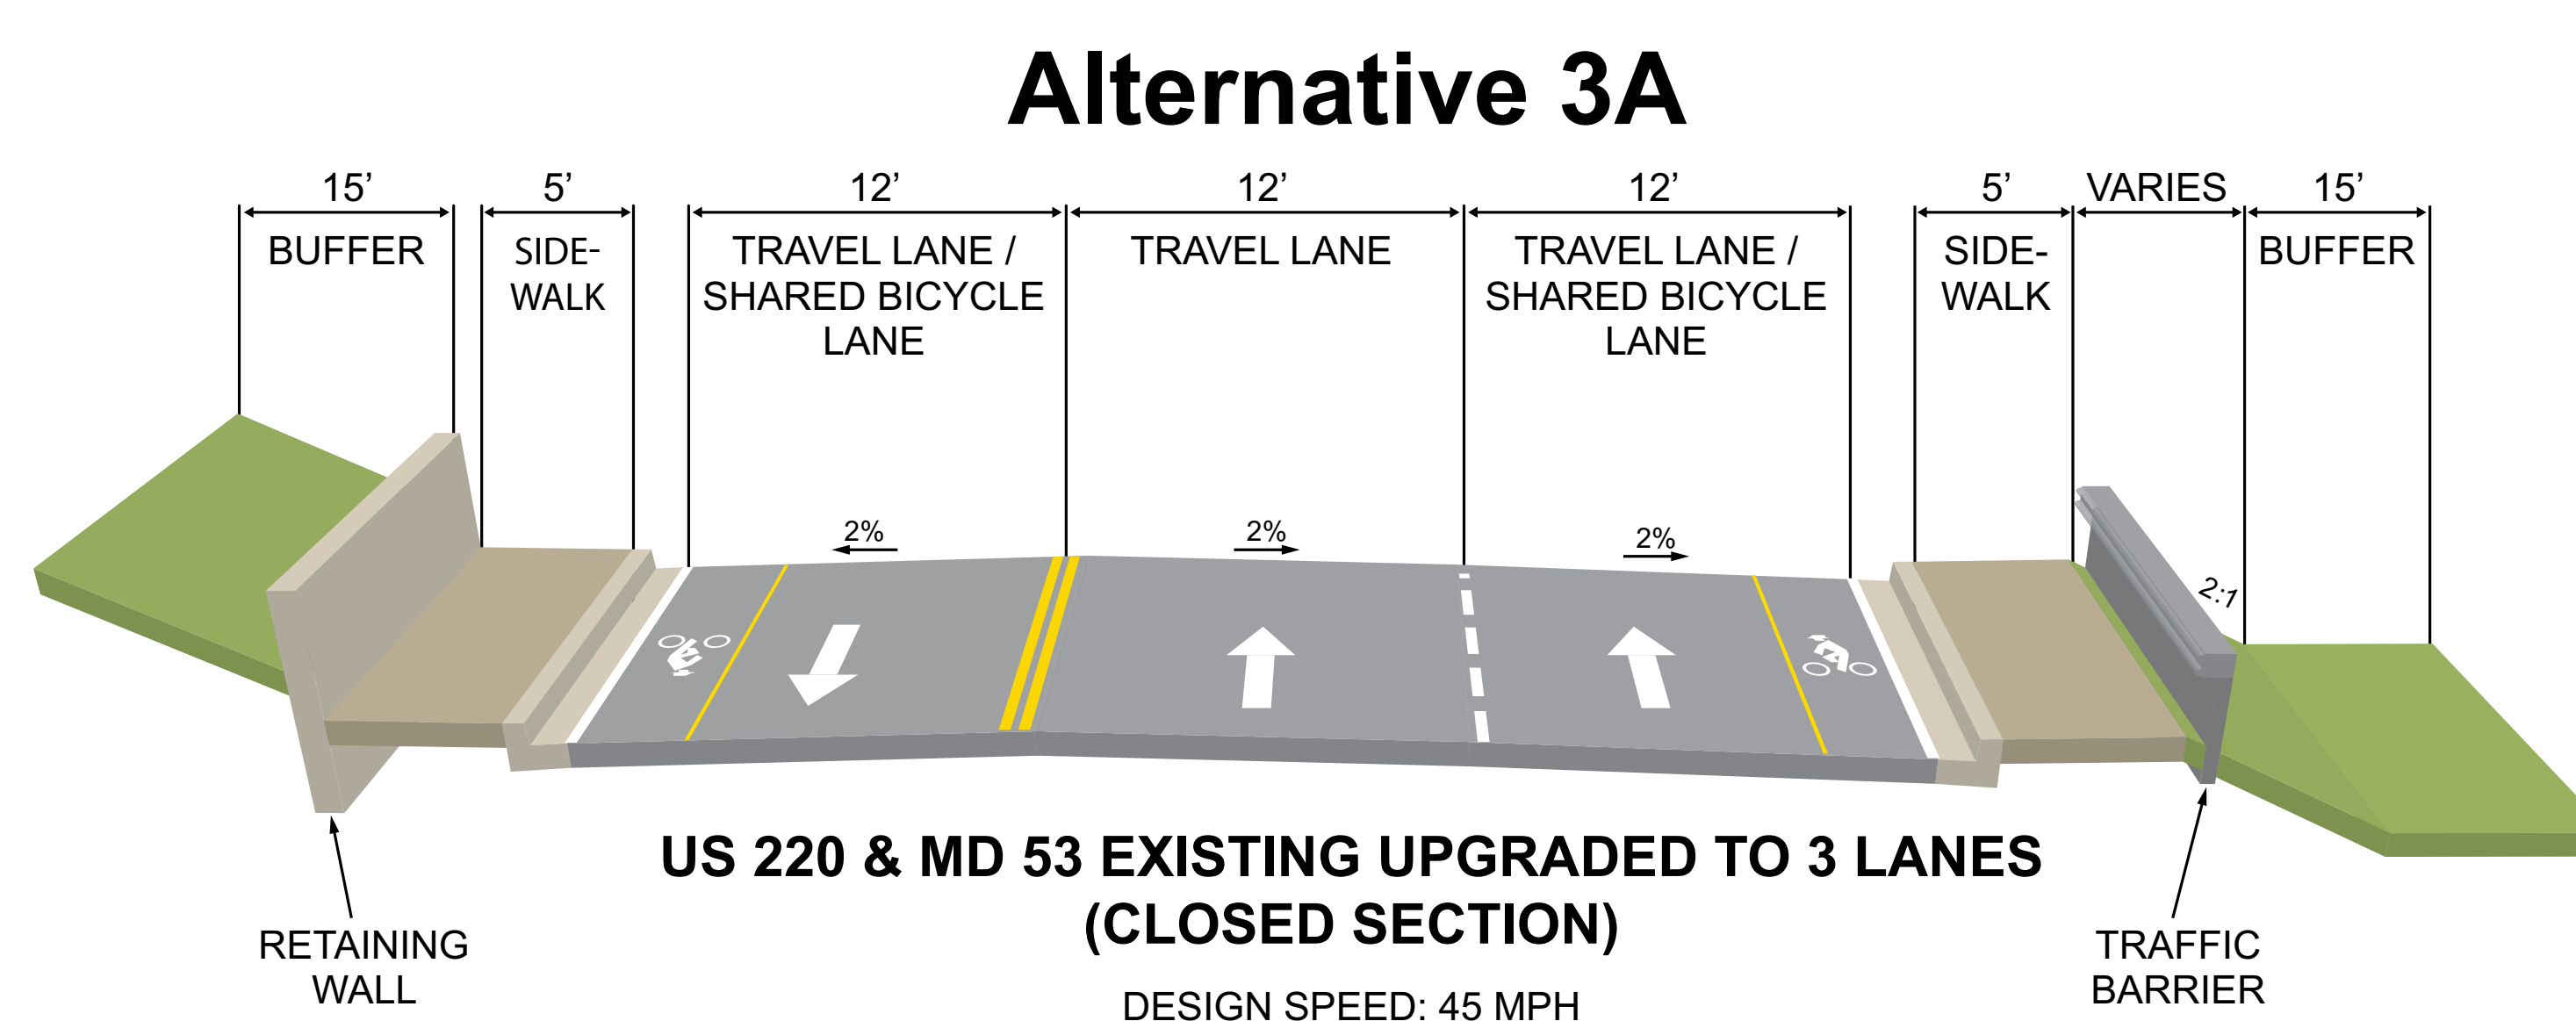 Alternative 3A
15’ 5’ 12’ 12’ 12’ 5’ VARIES 15’
BUFFER
SIDE-
WALK
TRAVEL LANE /
SHARED BICYCLE
LANE
TRAVEL LANE
TRAVEL LANE /
SHARED BICYCLE
LANE
SIDE-
WALK
BUFFER
2% 2% 2%
2:1
US 220 & MD 53 EXISTING UPGRADED TO 3 LANES
(CLOSED SECTION)
DESIGN SPEED: 45 MPH
RETAINING
WALL
TRAFFIC
BARRIER